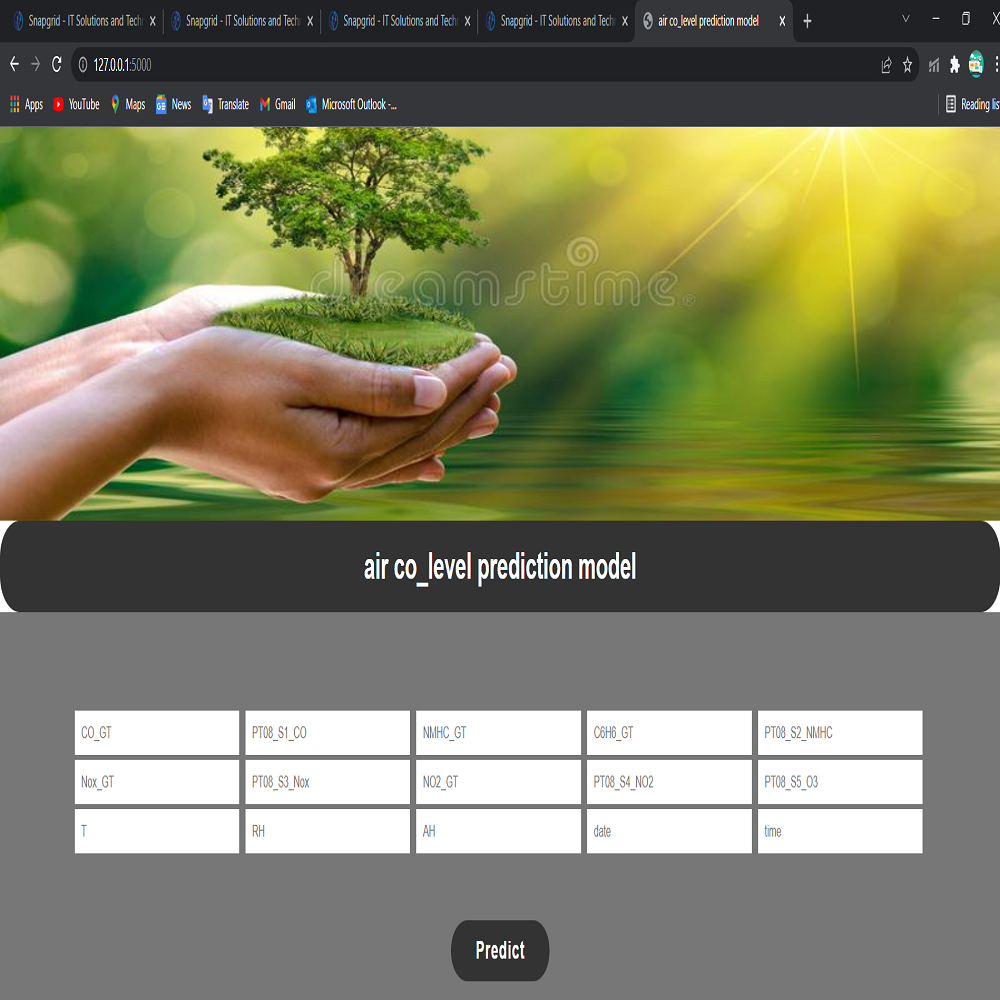 Snapgrid - IT Solutions and Tech
Snapgrid - IT Solutions and Tech
Snapgrid - IT Solutions and Tech
Snapgrid - IT Solutions and Tech
air co_level prediction model
127.0.0.1:5000
Apps YouTube Maps News Translate Gmail Microsoft Outlook -... Reading lis
dreamstime
air co_level prediction model
CO_GT PT08_S1_CO NMHC_GT C6H6_GT PT08_S2_NMHC
Nox_GT PT08_S3_Nox NO2_GT PT08_S4_NO2 PT08_S5_O3
T RH AH date time
Predict